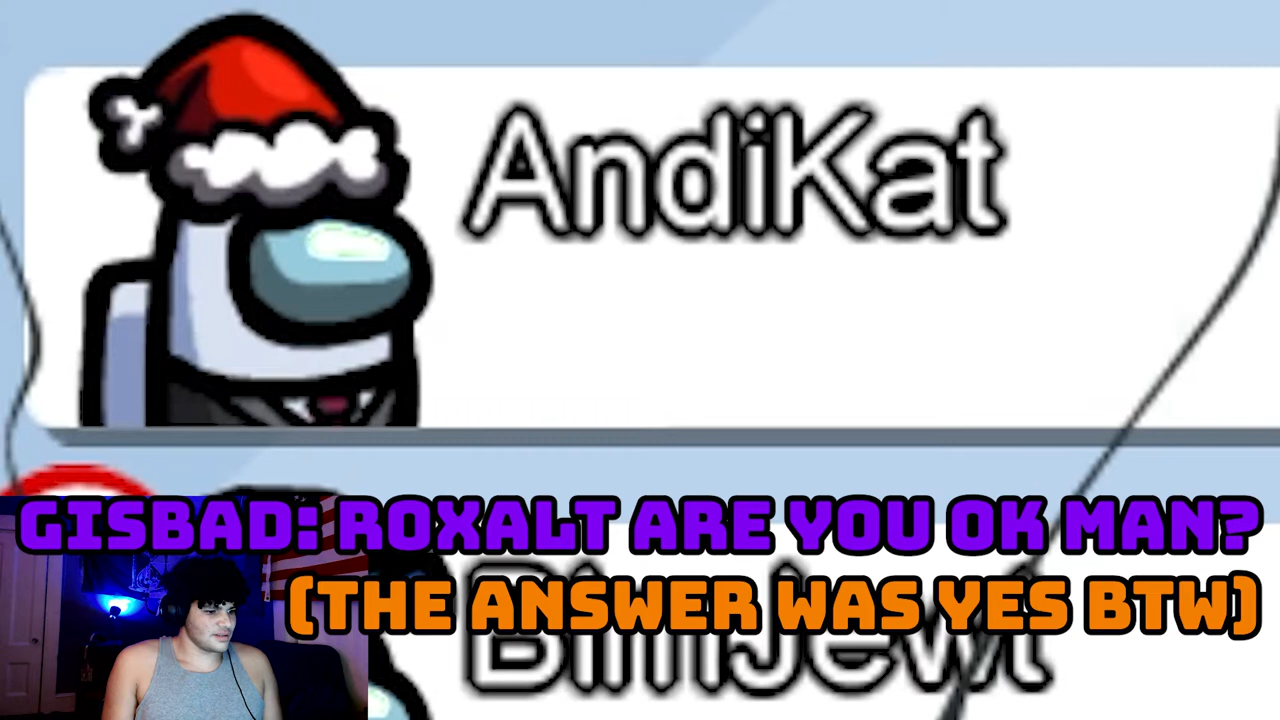 AndiKat
GISBAD: ROXALT ARE YOU OK MAN?
(THE ANSWER WAS YES BTW)